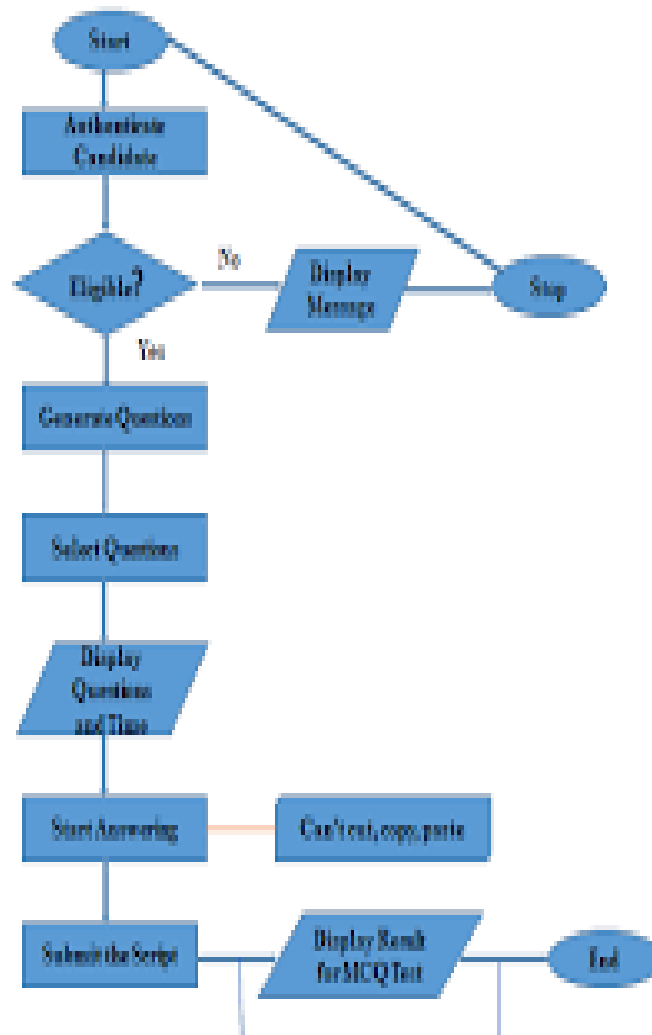 Start
Authenticate
Candidate
Eligible?
No
Display
Message
Stop
Yes
Generate Questions
Select Questions
Display
Questions
and Time
Start Answering
Can't cut, copy, paste
Submit the Script
Display Result
for MCQ Test
End